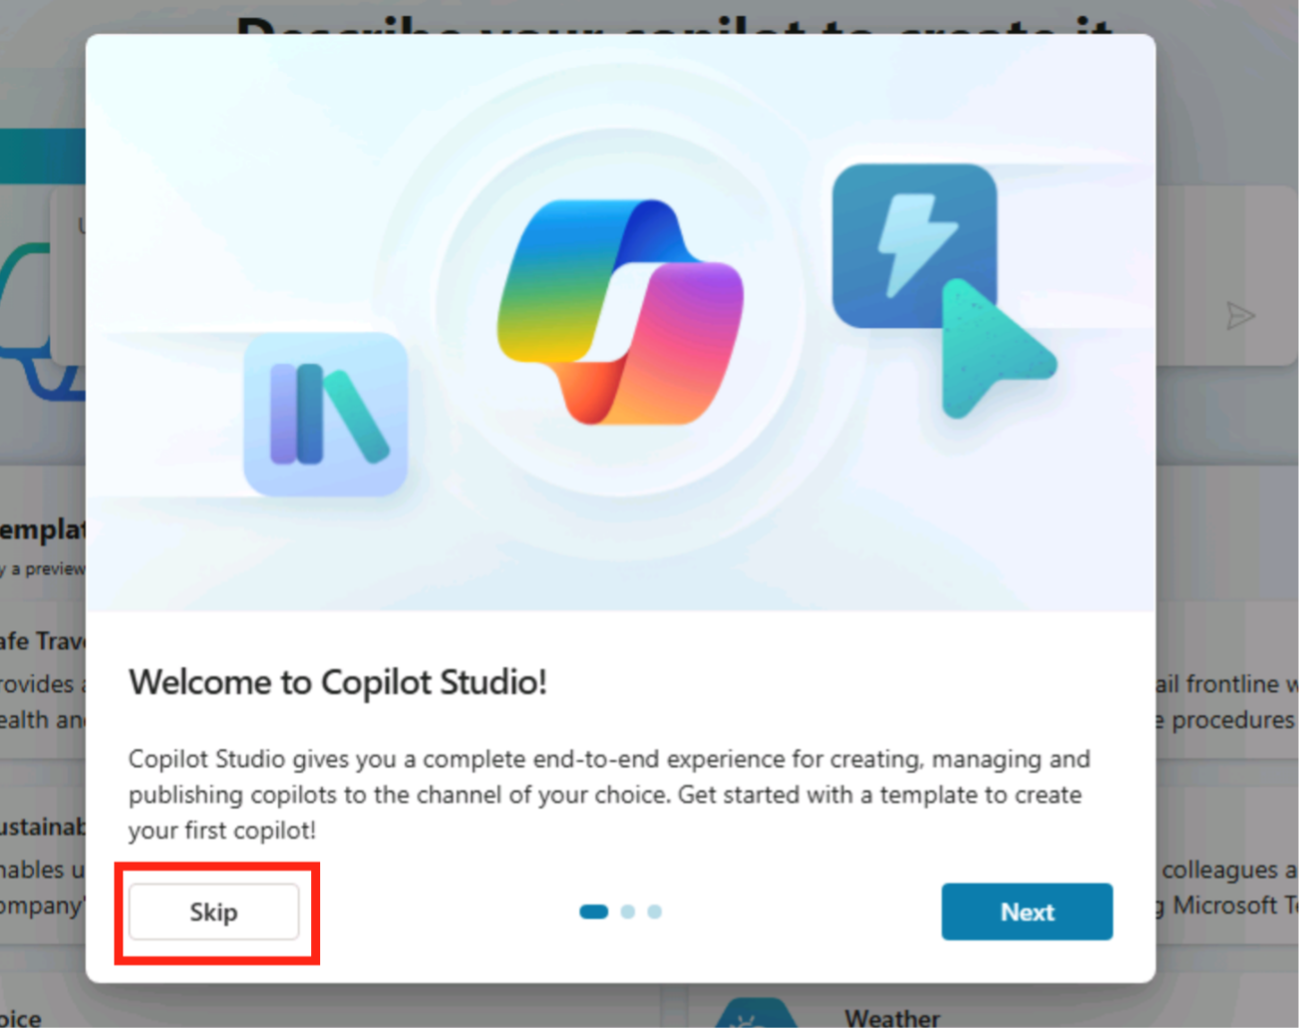 Describe your copilot to create it
emplat
y a preview
afe Trav
rovides a
ealth an
ail frontline w
e procedures
Welcome to Copilot Studio!
Copilot Studio gives you a complete end-to-end experience for creating, managing and
publishing copilots to the channel of your choice. Get started with a template to create
your first copilot!
ustainab
nables u
ompany'
colleagues a
g Microsoft Te
Skip
Next
oice
Weather